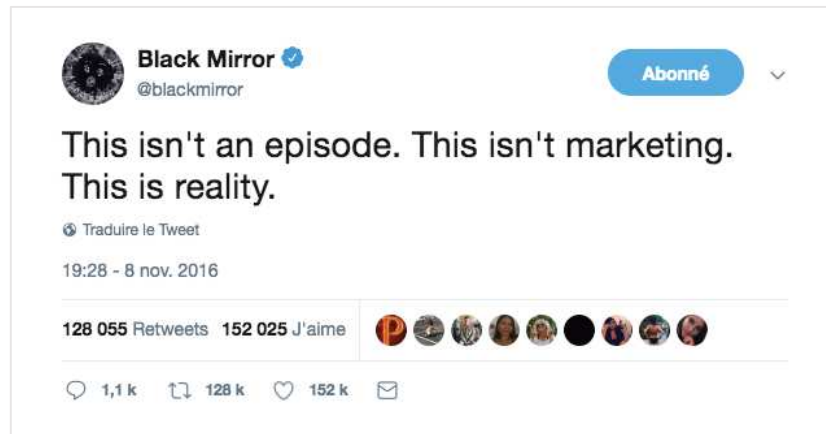 Black Mirror
@blackmirror
Abonné
This isn't an episode. This isn't marketing.
This is reality.
Traduire le Tweet
19:28 - 8 nov. 2016
128 055 Retweets 152 025 J'aime
1,1 k 128 k 152 k